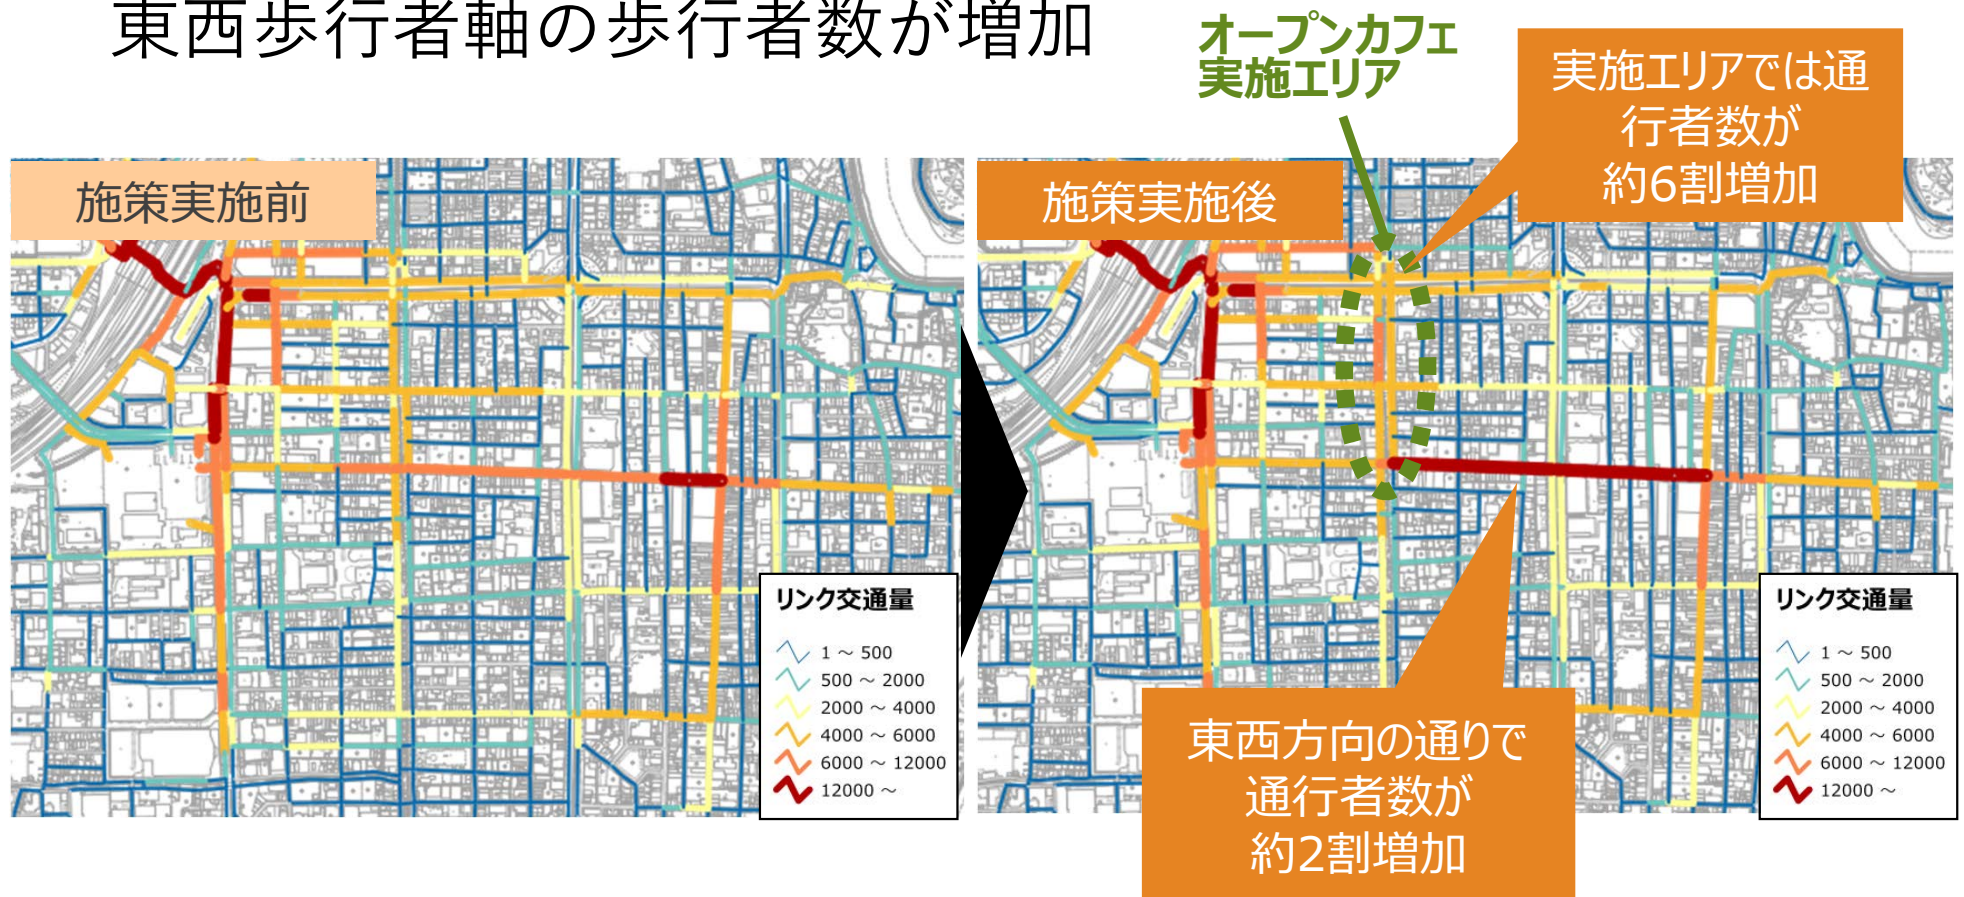 東西歩行者軸の歩行者数が増加
オープンカフェ
実施エリア
実施エリアでは通
行者数が
約6割増加
施策実施前
施策実施後
リンク交通量
1 ～ 500
500 ～ 2000
2000 ～ 4000
4000 ～ 6000
6000 ～ 12000
12000 ～
リンク交通量
1 ～ 500
500 ～ 2000
2000 ～ 4000
4000 ～ 6000
6000 ～ 12000
12000 ～
東西方向の通りで
通行者数が
約2割増加